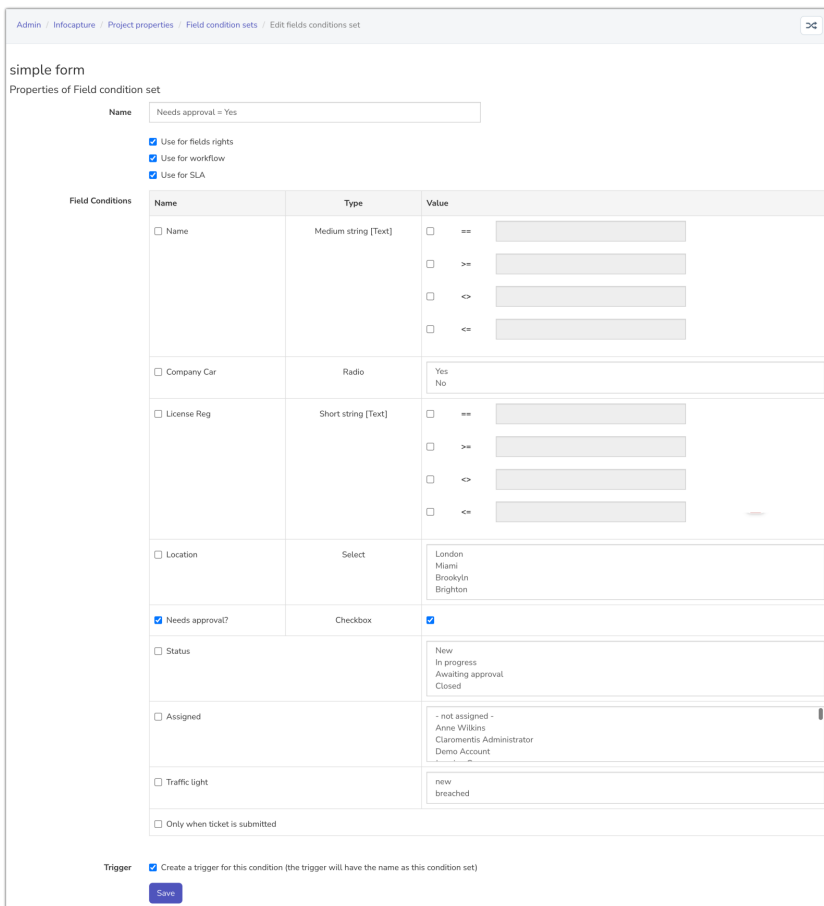 Admin / Infocapture / Project properties / Field condition sets / Edit fields conditions set
simple form
Properties of Field condition set
Name Needs approval = Yes
Use for fields rights
Use for workflow
Use for SLA
Field Conditions Name Type Value
Name Medium string [Text] ==
>=
<>
<=
Company Car Radio Yes
No
License Reg Short string [Text] ==
>=
<>
<=
Location Select London
Miami
Brookyln
Brighton
Needs approval? Checkbox
Status New
In progress
Awaiting approval
Closed
Assigned - not assigned -
Anne Wilkins
Claromentis Administrator
Demo Account
Traffic light new
breached
Only when ticket is submitted
Trigger Create a trigger for this condition (the trigger will have the name as this condition set)
Save